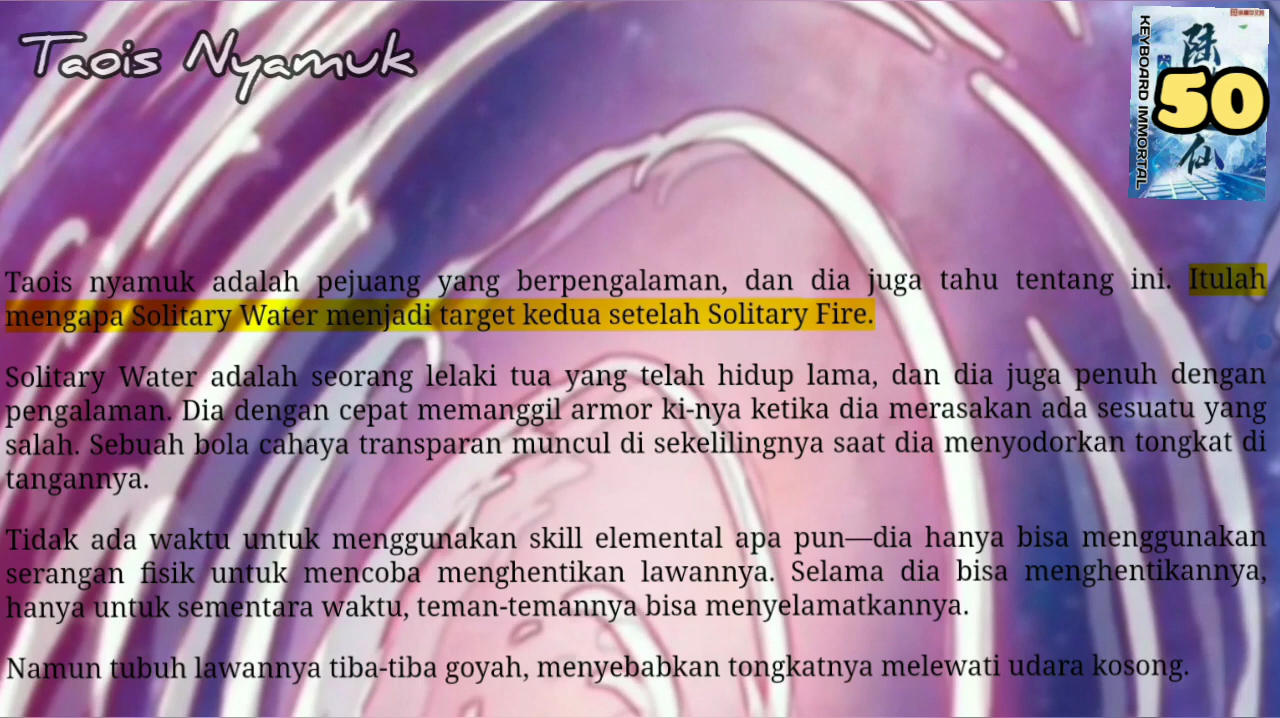 Taois Nyamuk
KEYBOARD IMMORTAL
陆
仙
50
Taois nyamuk adalah pejuang yang berpengalaman, dan dia juga tahu tentang ini. Itulah
mengapa Solitary Water menjadi target kedua setelah Solitary Fire.
Solitary Water adalah seorang lelaki tua yang telah hidup lama, dan dia juga penuh dengan
pengalaman. Dia dengan cepat memanggil armor ki-nya ketika dia merasakan ada sesuatu yang
salah. Sebuah bola cahaya transparan muncul di sekelilingnya saat dia menyodorkan tongkat di
tangannya.
Tidak ada waktu untuk menggunakan skill elemental apa pun—dia hanya bisa menggunakan
serangan fisik untuk mencoba menghentikan lawannya. Selama dia bisa menghentikannya,
hanya untuk sementara waktu, teman-temannya bisa menyelamatkannya.
Namun tubuh lawannya tiba-tiba goyah, menyebabkan tongkatnya melewati udara kosong.